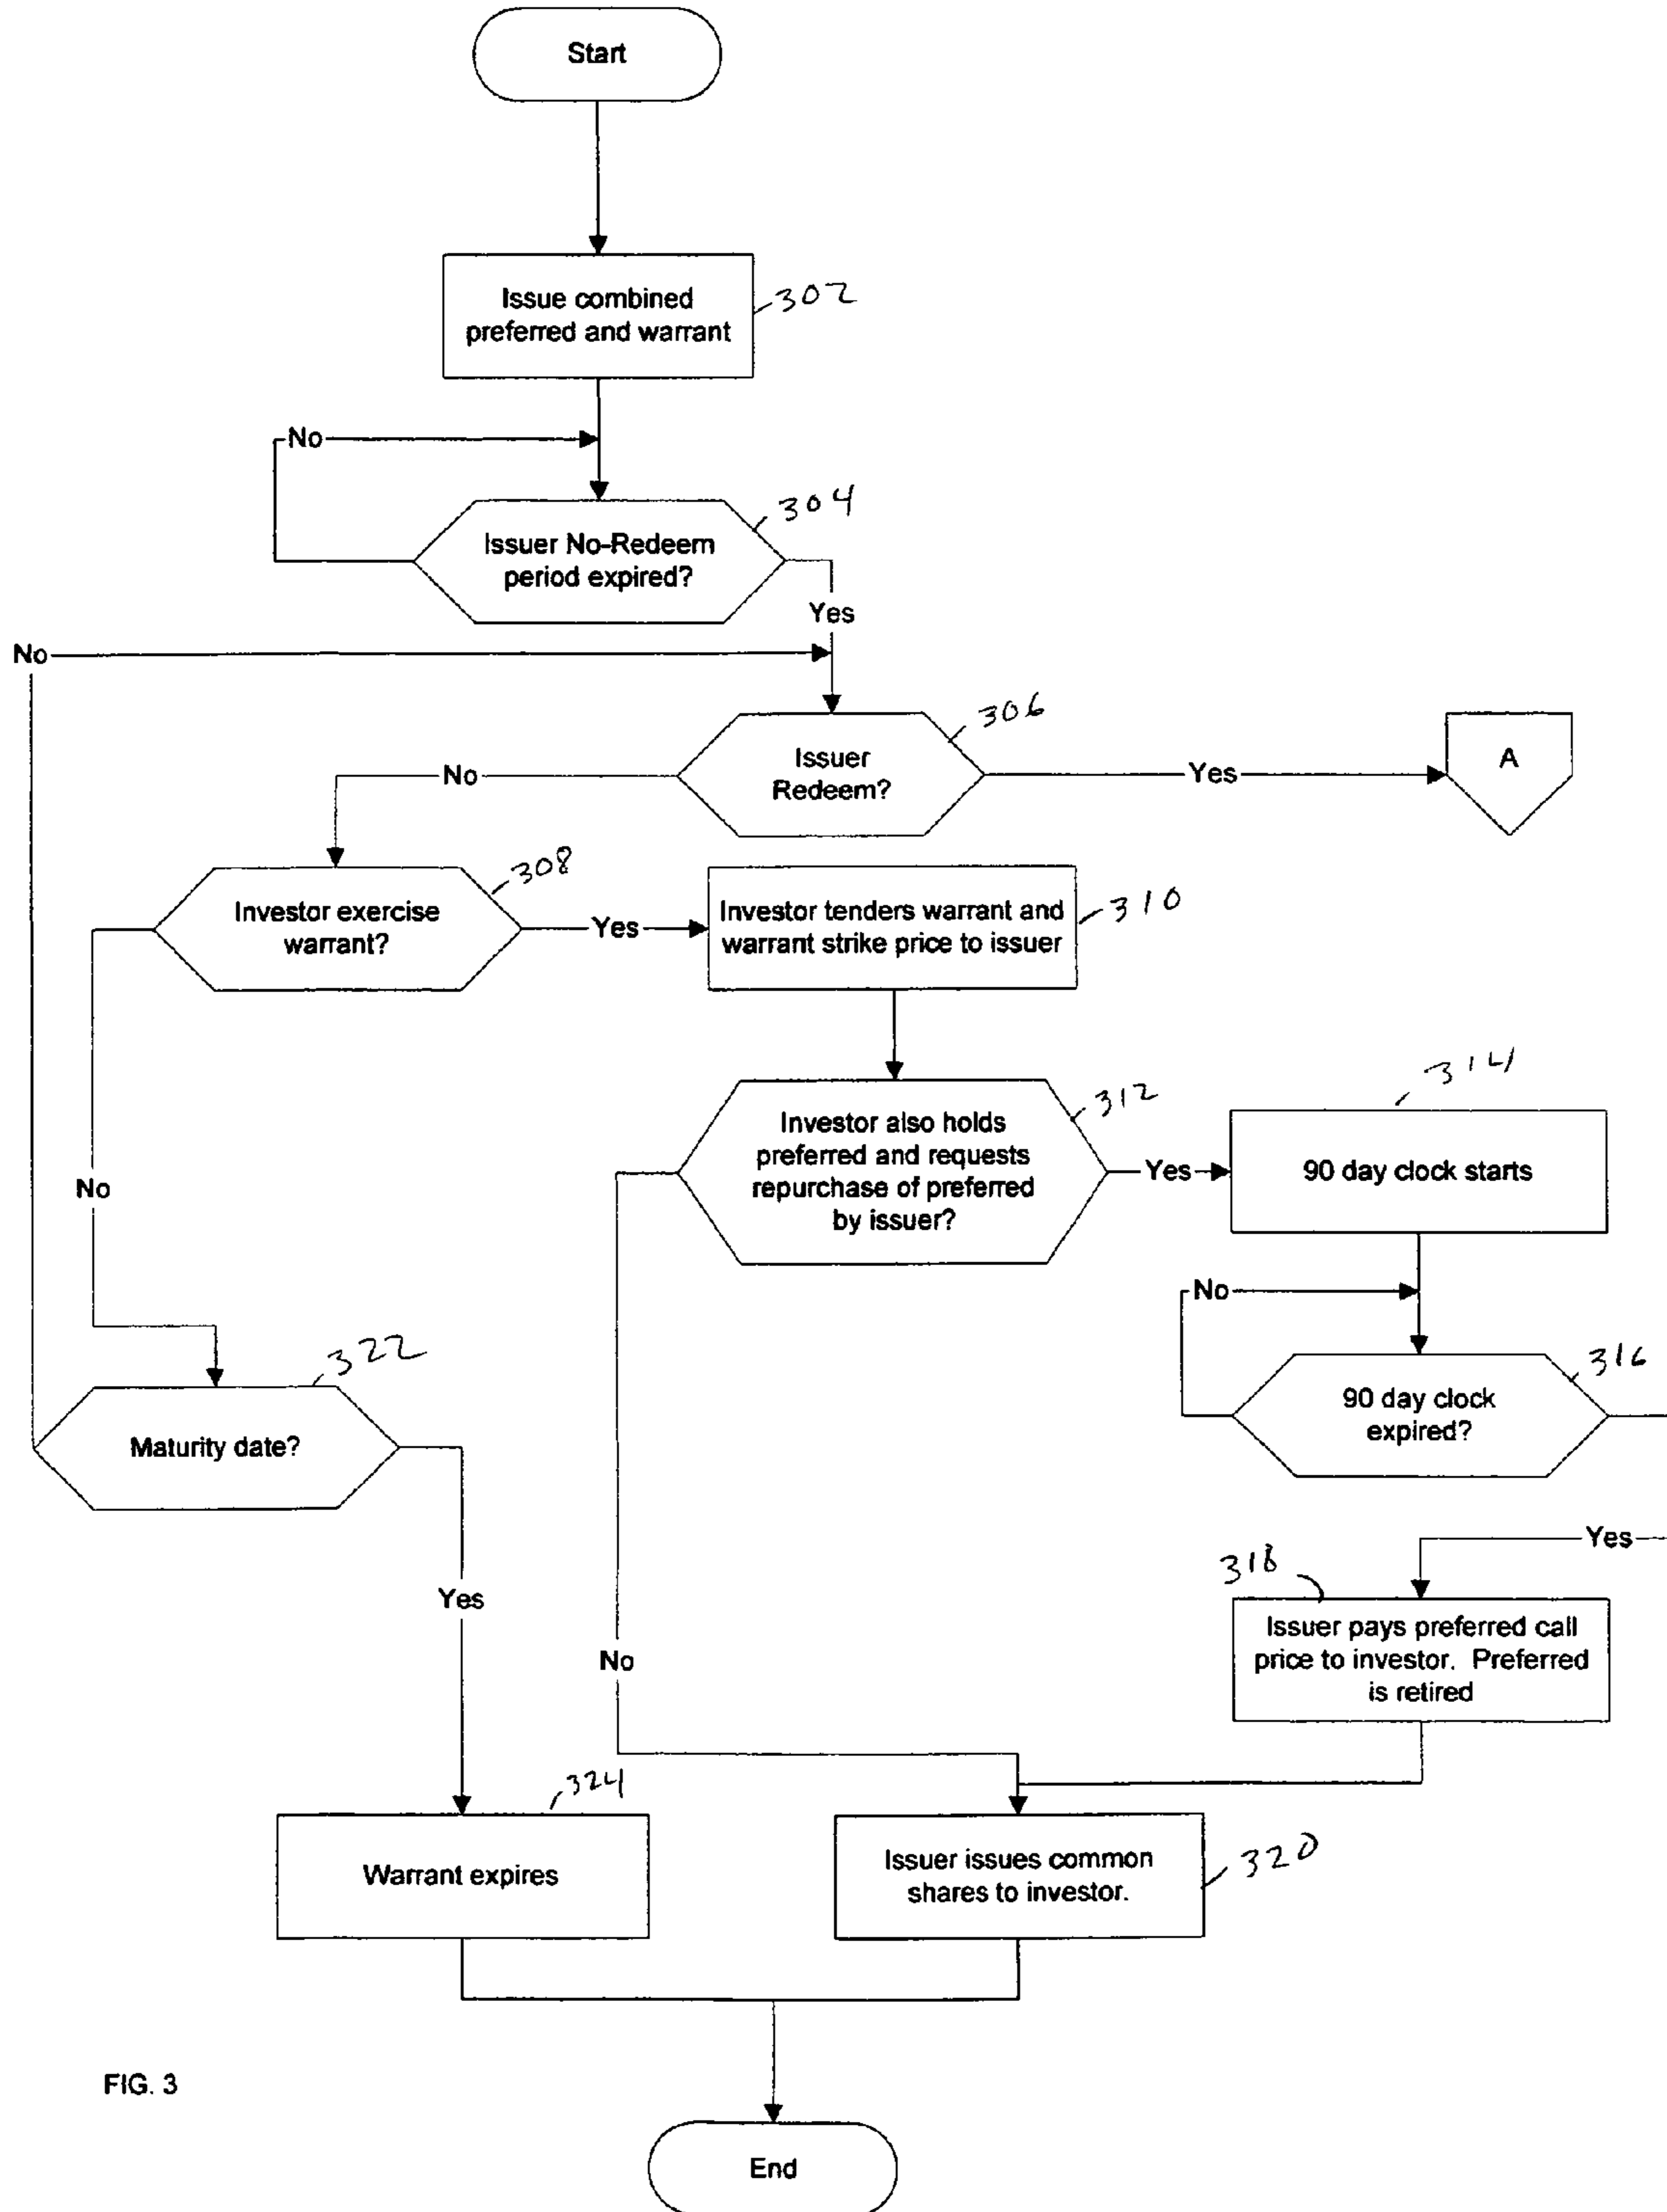 Start
Issue combined
preferred and warrant
302
No
Issuer No-Redeem
period expired?
304
Yes
No
Issuer
Redeem?
306
No
Yes
A
Investor exercise
warrant?
308
Yes
Investor tenders warrant and
warrant strike price to issuer
310
No
Investor also holds
preferred and requests
repurchase of preferred
by issuer?
312
Yes
314
90 day clock starts
No
90 day clock
expired?
316
Maturity date?
322
Yes
Yes
318
Issuer pays preferred call
price to investor. Preferred
is retired
No
Warrant expires
324
Issuer issues common
shares to investor.
320
FIG. 3
End